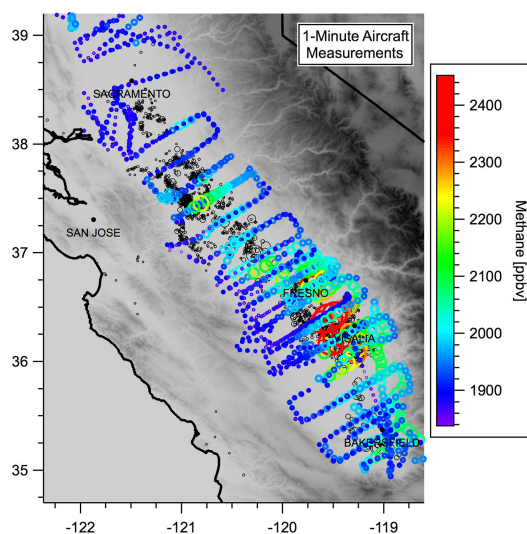 1-Minute Aircraft
Measurements
39
38
37
36
35
-122
-121
-120
-119
SACRAMENTO
SAN JOSE
FRESNO
VISALIA
BAKERSFIELD
2400
2300
2200
2100
2000
1900
Methane [ppbv]